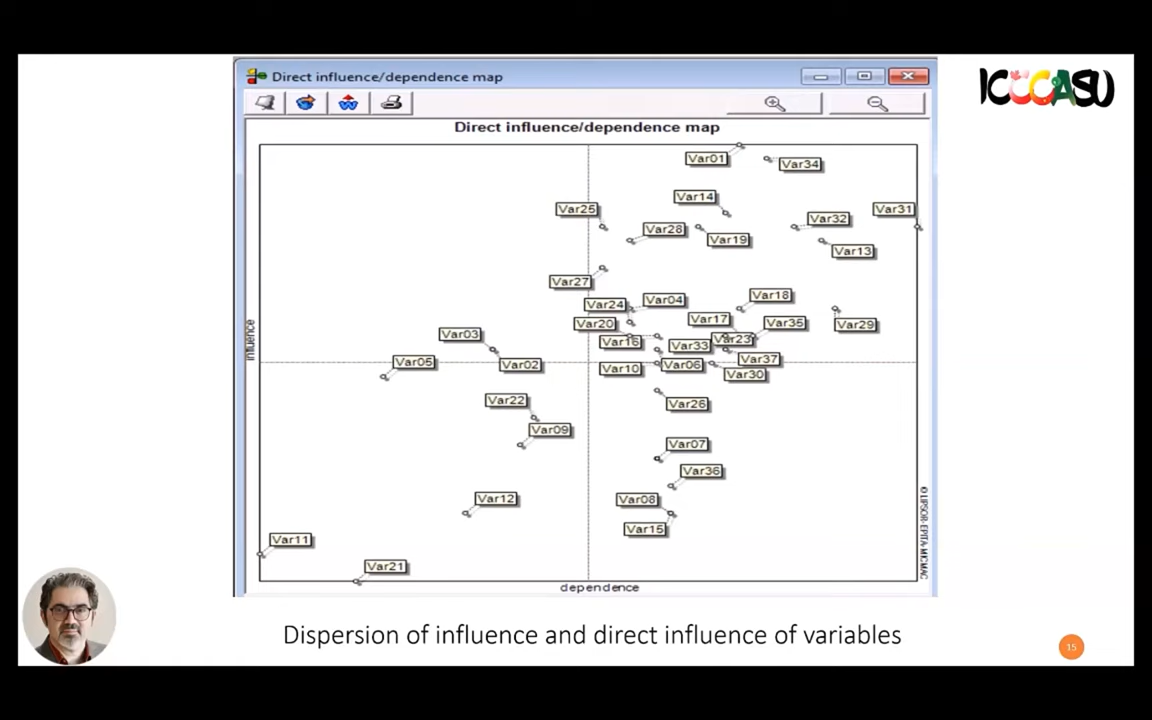 Direct influence/dependence map
ICCCASU
Direct influence/dependence map
Var01
Var34
Var14
Var25
Var32
Var31
Var28
Var19
Var13
Var27
Var18
Var24
Var04
Var20
Var17
Var35
Var29
Var03
Var16
Var33
Var23
Var05
Var02
Var10
Var06
Var37
Var30
Var22
Var26
Var09
Var07
Var36
Var12
Var08
Var15
Var11
Var21
influence
dependence
© LIPSOR-EPITA-MICMAC
Dispersion of influence and direct influence of variables
15